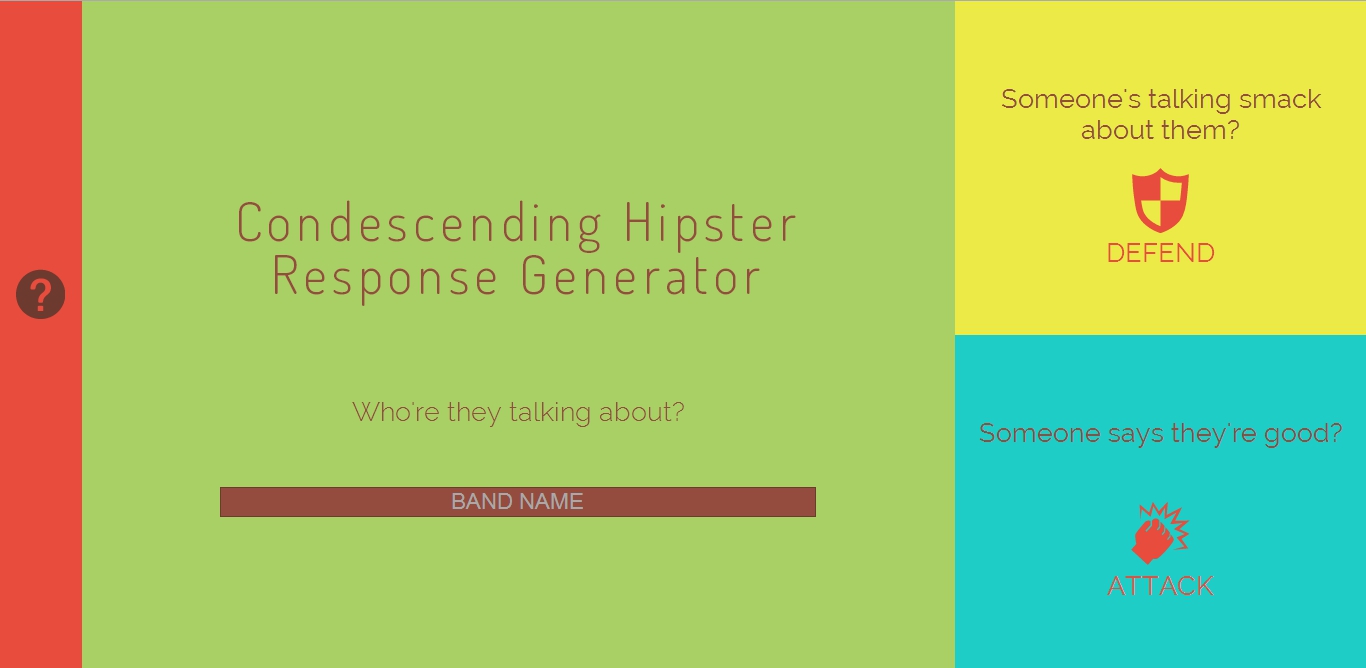 Condescending Hipster
Response Generator
Who're they talking about?
BAND NAME
Someone's talking smack
about them?
DEFEND
Someone says they're good?
ATTACK
?